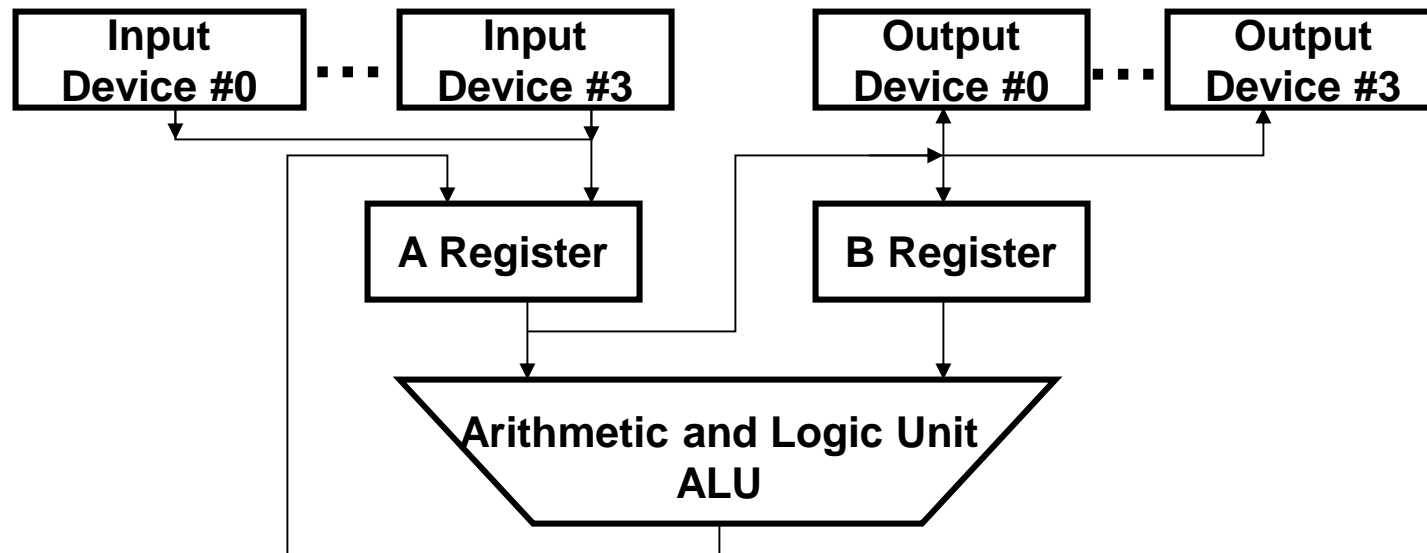 Input
Device #0
...
Input
Device #3
Output
Device #0
...
Output
Device #3
A Register
B Register
Arithmetic and Logic Unit
ALU